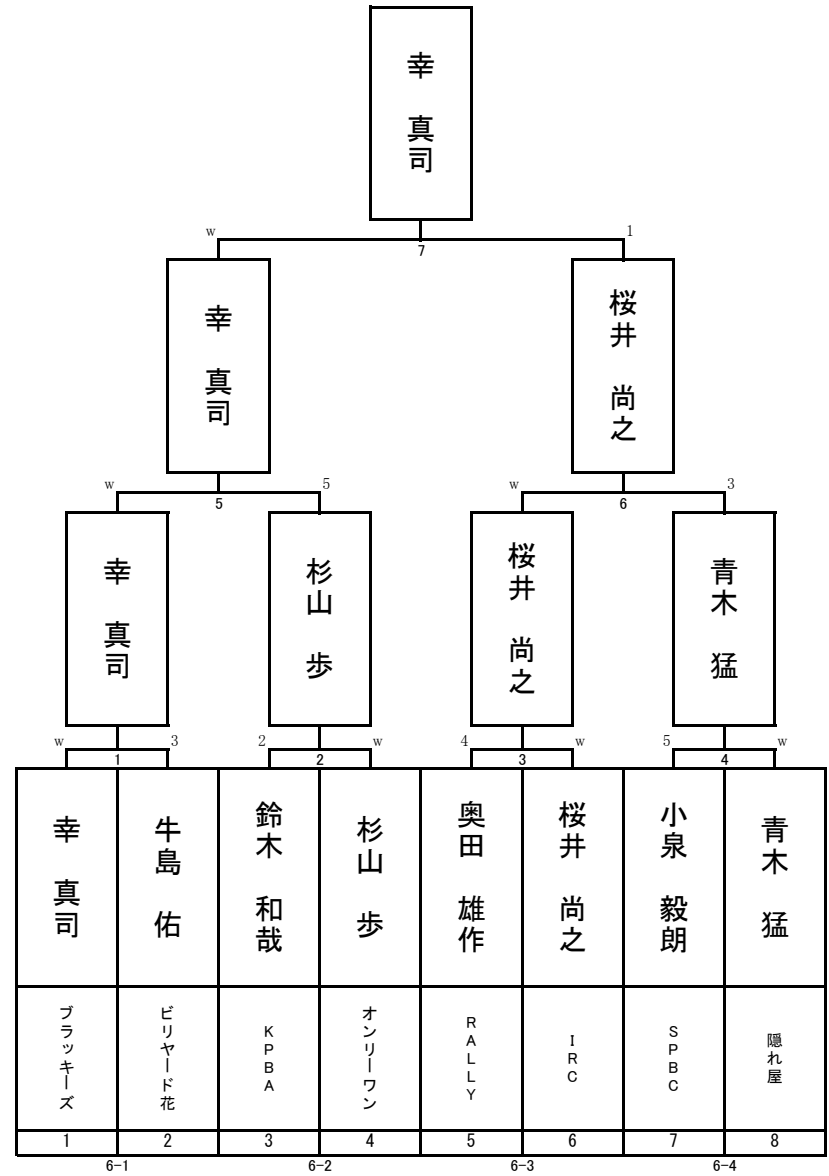 幸 真司
w
1
7
幸 真司
桜井 尚之
w
5
w
3
5
6
幸 真司
杉山 歩
桜井 尚之
青木 猛
w
3
2
w
4
w
5
w
1
2
3
4
幸 真司
牛島 佑
鈴木 和哉
杉山 歩
奥田 雄作
桜井 尚之
小泉 毅朗
青木 猛
ブラッキーズ
ビリヤード花
KPBA
オンリーワン
RALLY
IRC
SPBC
隠れ屋
1
2
3
4
5
6
7
8
6-1
6-2
6-3
6-4